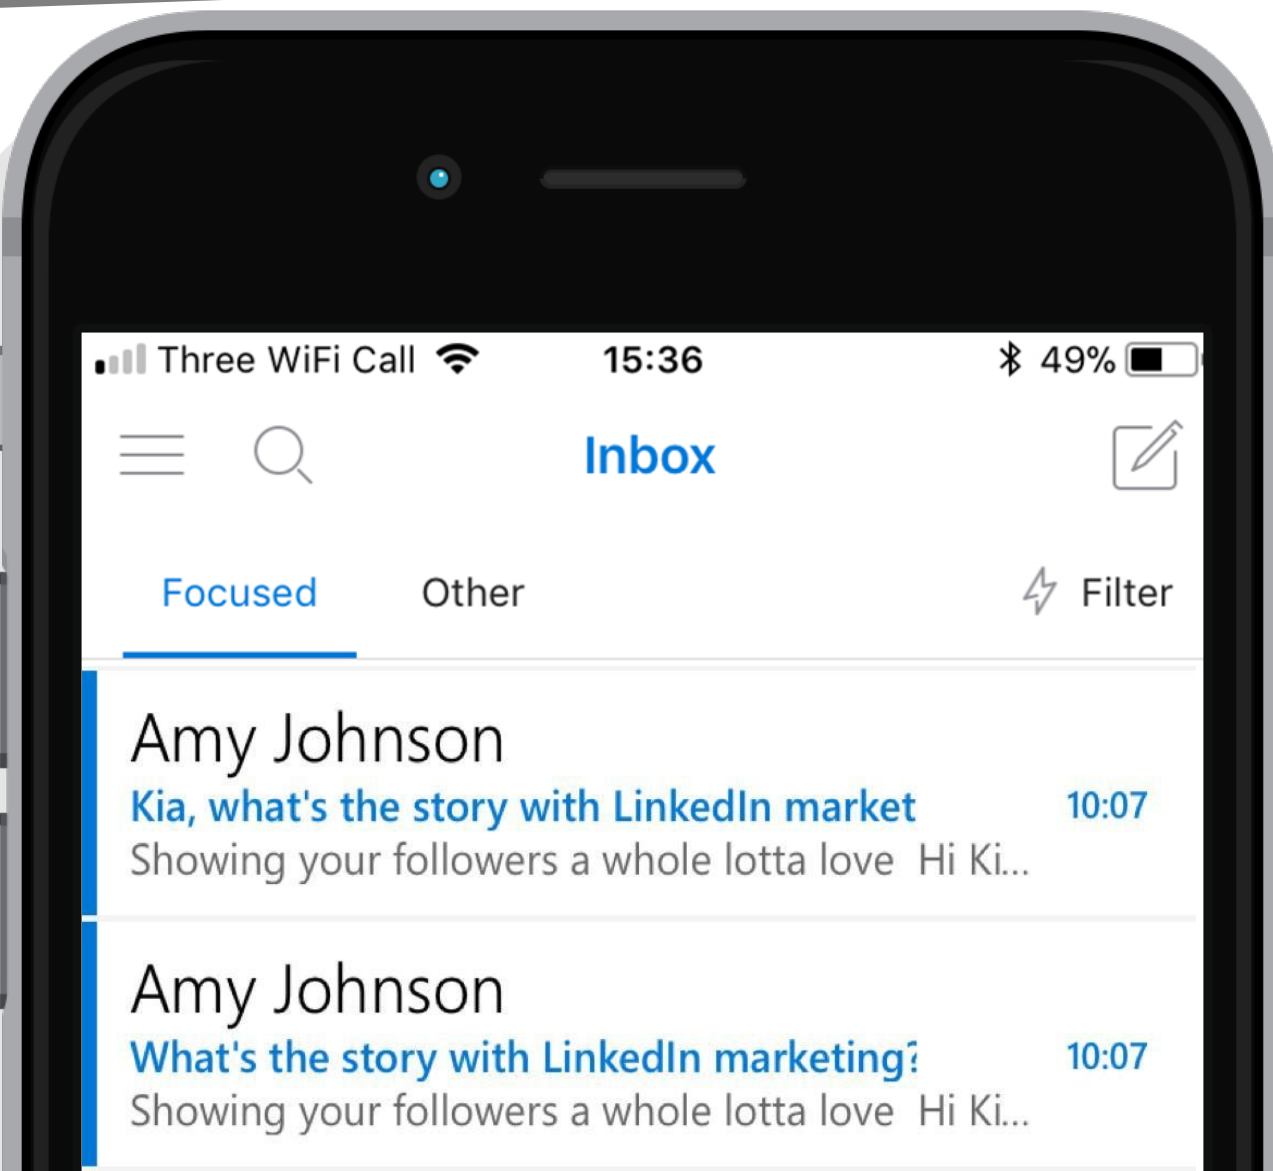 Three WiFi Call 15:36 49%
Inbox
Focused Other Filter
Amy Johnson
Kia, what's the story with LinkedIn market 10:07
Showing your followers a whole lotta love Hi Ki...
Amy Johnson
What's the story with LinkedIn marketing? 10:07
Showing your followers a whole lotta love Hi Ki...